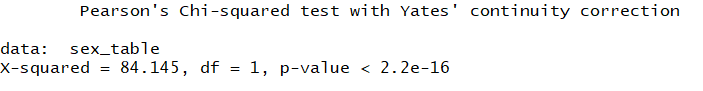 Pearson's Chi-squared test with Yates' continuity correction
data:  sex_table
X-squared = 84.145, df = 1, p-value < 2.2e-16